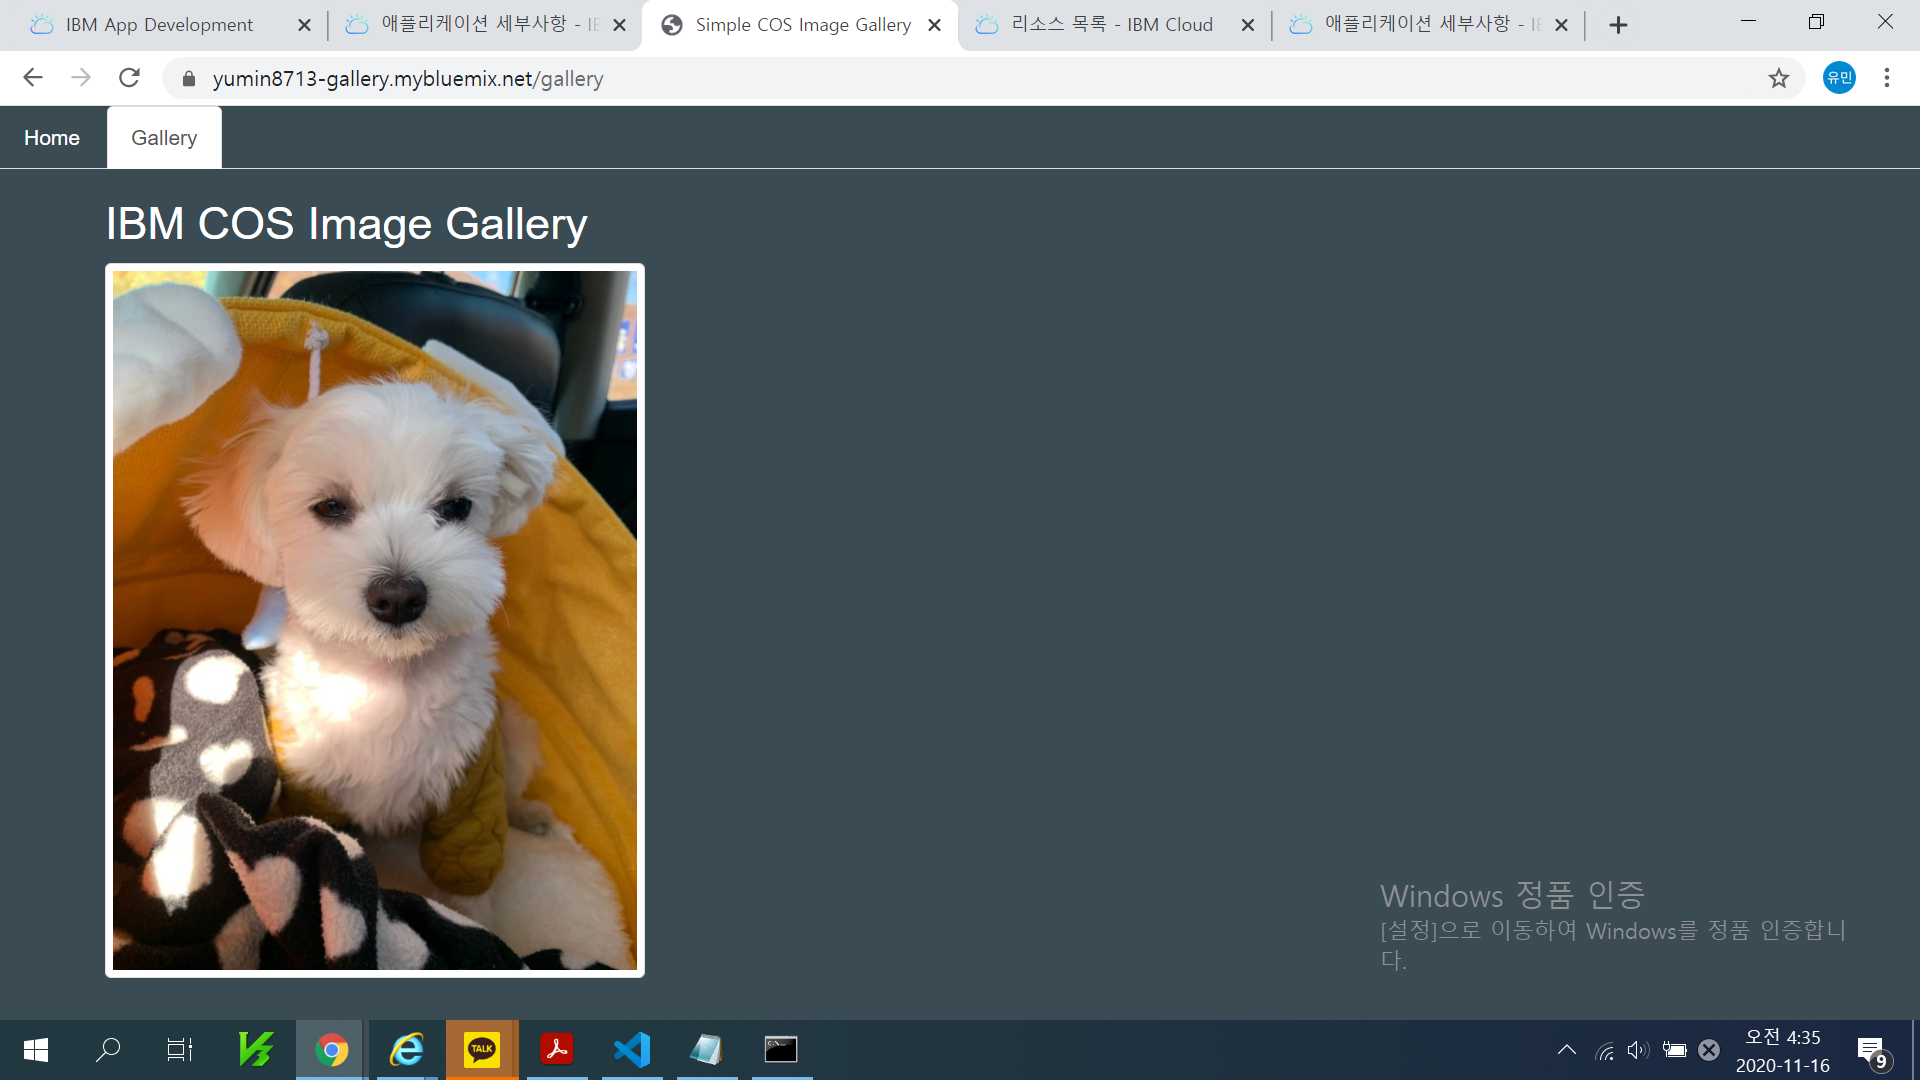 IBM App Development
애플리케이션 세부사항 - IB
Simple COS Image Gallery
리소스 목록 - IBM Cloud
애플리케이션 세부사항 - IB
yumin8713-gallery.mybluemix.net/gallery
유민
Home
Gallery
IBM COS Image Gallery
Windows 정품 인증
[설정]으로 이동하여 Windows를 정품 인증합니
다.
TALK
오전 4:35
2020-11-16
9